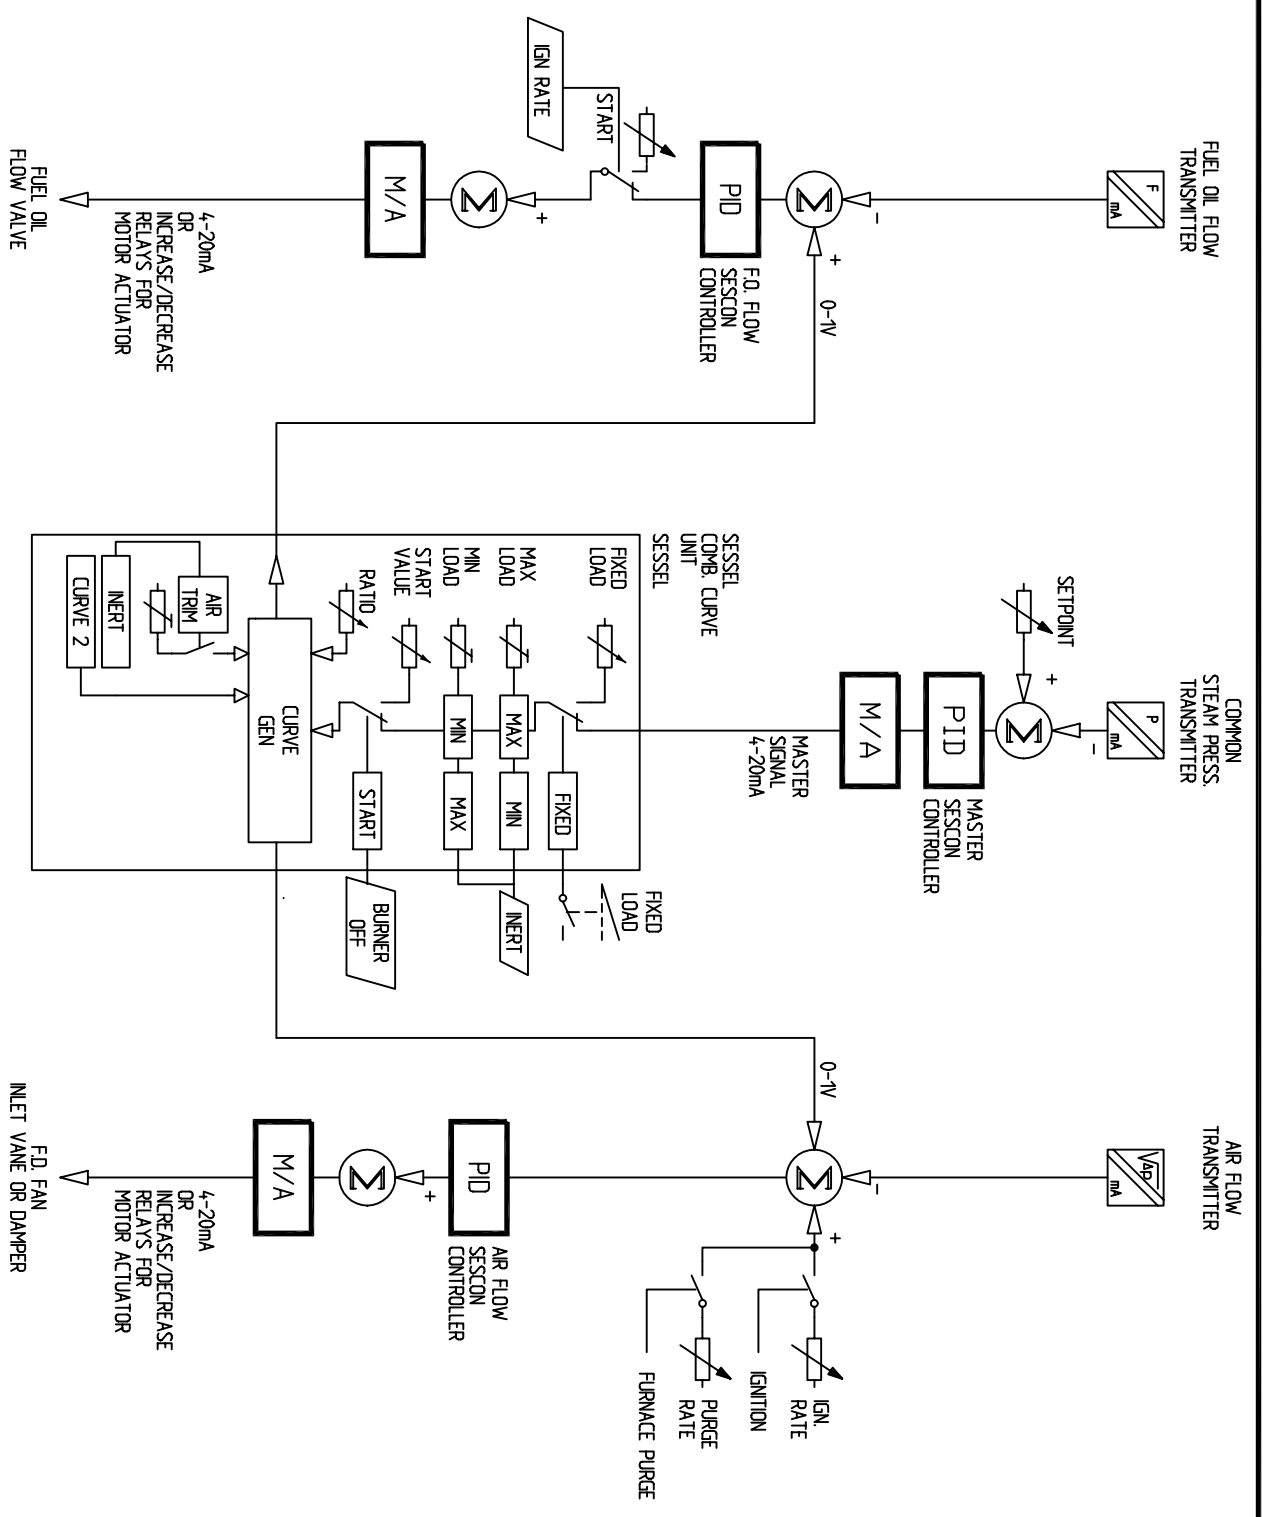 FUEL OIL FLOW
TRANSMITTER
F
mA
COMMON
STEAM PRESS.
TRANSMITTER
P
mA
AIR FLOW
TRANSMITTER
√Δp
mA
-
+
0-1V
PID
F.O. FLOW
SESCON
CONTROLLER
START
IGN RATE
Σ
+
Σ
M/A
4-20mA
OR
INCREASE/DECREASE
RELAYS FOR
MOTOR ACTUATOR
FUEL OIL
FLOW VALVE
SETPOINT
+
-
Σ
PID
MASTER
SESCON
CONTROLLER
M/A
MASTER
SIGNAL
4-20mA
SESSEL
COMB. CURVE
UNIT
SESSEL
FIXED
LOAD
FIXED
FIXED
LOAD
MAX
LOAD
MAX
MIN
INERT
MIN
LOAD
MIN
MAX
START
VALUE
START
BURNER
OFF
RATIO
CURVE
GEN
AIR
TRIM
INERT
CURVE 2
-
0-1V
Σ
+
IGN.
RATE
IGNITION
PURGE
RATE
FURNACE PURGE
PID
AIR FLOW
SESCON
CONTROLLER
+
Σ
M/A
4-20mA
OR
INCREASE/DECREASE
RELAYS FOR
MOTOR ACTUATOR
F.D. FAN
INLET VANE OR DAMPER